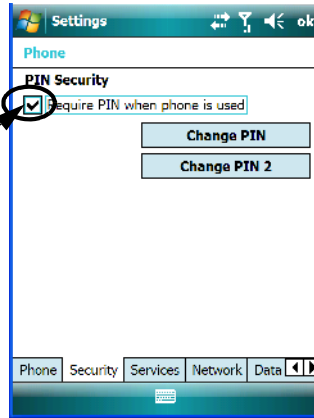 Settings ok
Phone
PIN Security
Require PIN when phone is used
Change PIN
Change PIN 2
Phone Security Services Network Data